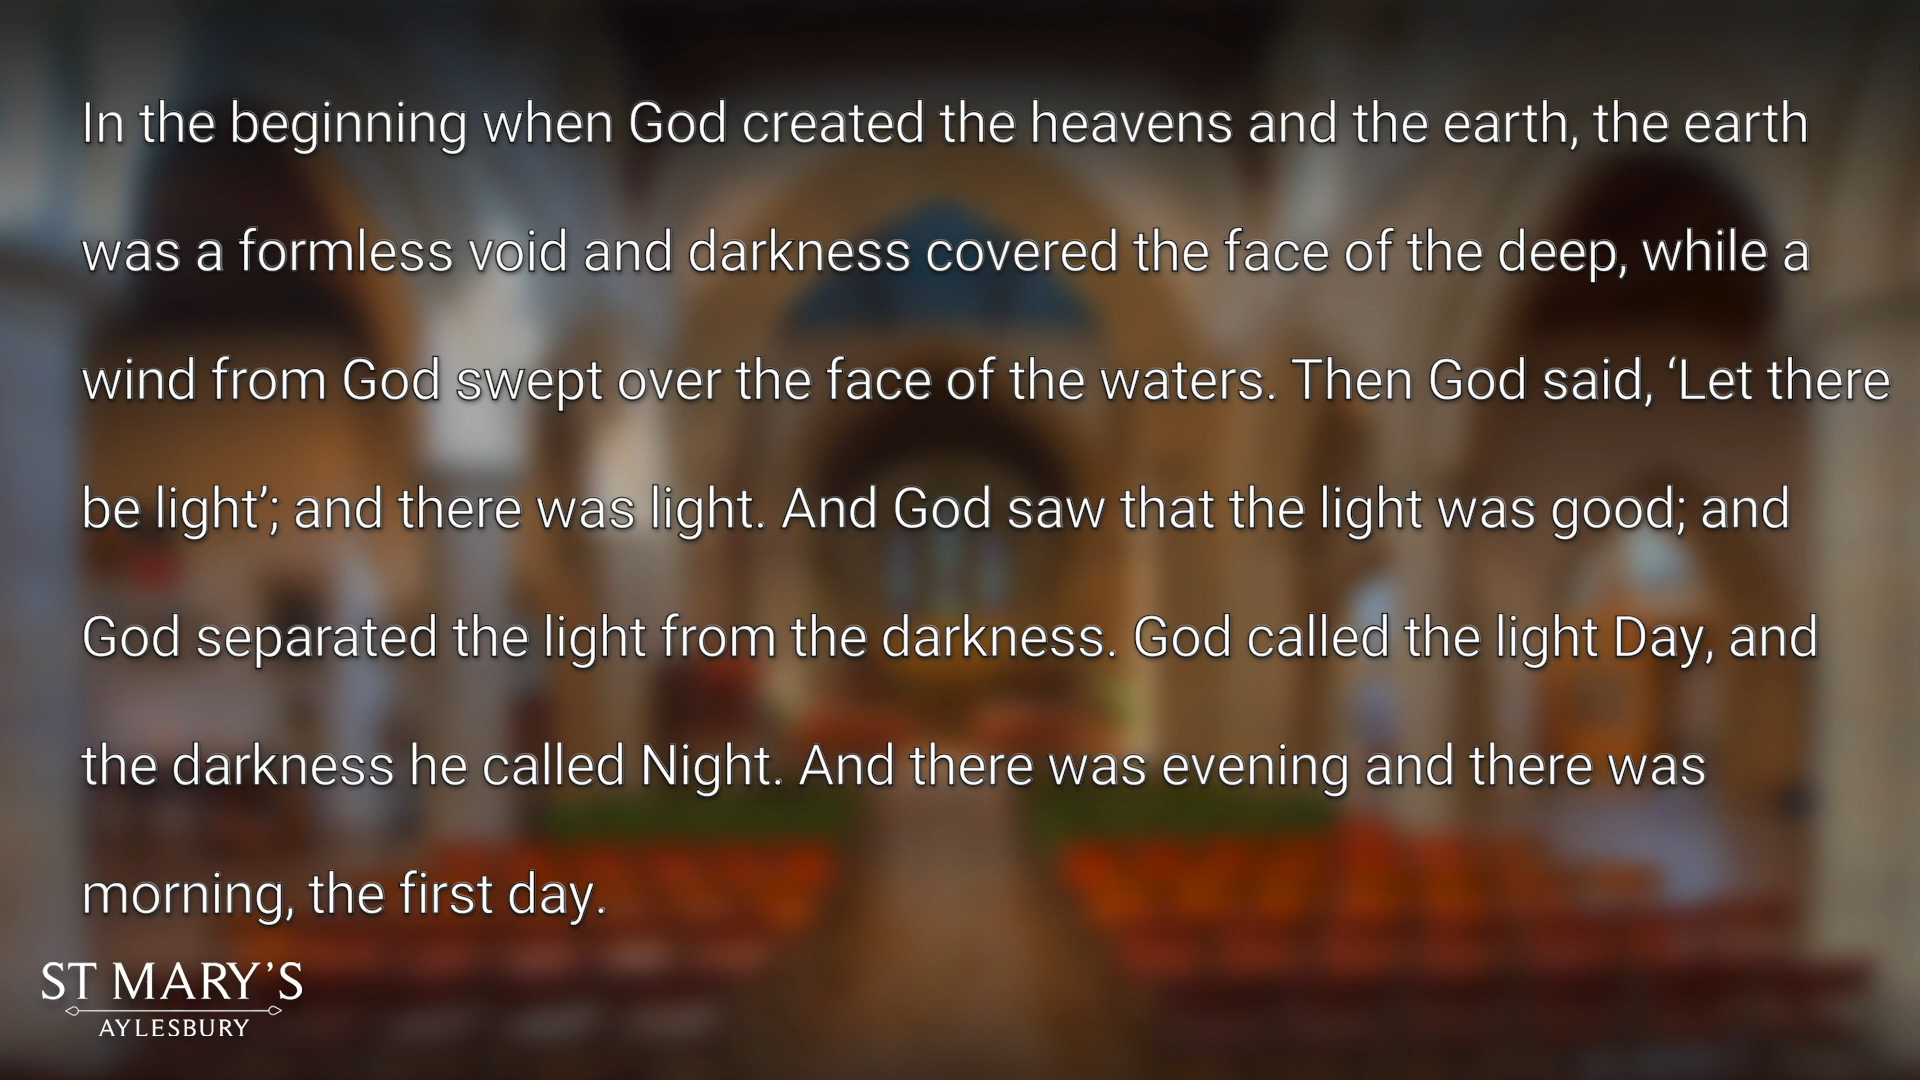 In the beginning when God created the heavens and the earth, the earth
was a formless void and darkness covered the face of the deep, while a
wind from God swept over the face of the waters. Then God said, ‘Let there
be light’; and there was light. And God saw that the light was good; and
God separated the light from the darkness. God called the light Day, and
the darkness he called Night. And there was evening and there was
morning, the first day.
ST MARY’S
AYLESBURY